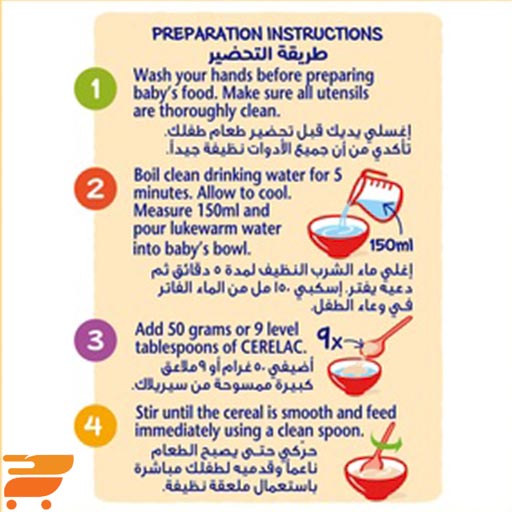 PREPARATION INSTRUCTIONS
طريقة التحضير
1
Wash your hands before preparing
baby's food. Make sure all utensils
are thoroughly clean.
إغسلي يديك قبل تحضير طعام طفلك.
تأكدي من أن جميع الأدوات نظيفة جيداً.
2
Boil clean drinking water for 5
minutes. Allow to cool.
Measure 150ml and
pour lukewarm water
into baby's bowl.
150ml
إغلي ماء الشرب النظيف لمدة ٥ دقائق ثم
دعيه يفتر. إسكبي ١٥٠ مل من الماء الفاتر
في وعاء الطفل.
3
Add 50 grams or 9 level
tablespoons of CERELAC.
9x
أضيفي ٥٠ غرام أو ٩ ملاعق
كبيرة ممسوحة من سيريلاك.
4
Stir until the cereal is smooth and feed
immediately using a clean spoon.
حرّكي حتى يصبح الطعام
ناعماً وقدميه لطفلك مباشرة
باستعمال ملعقة نظيفة.